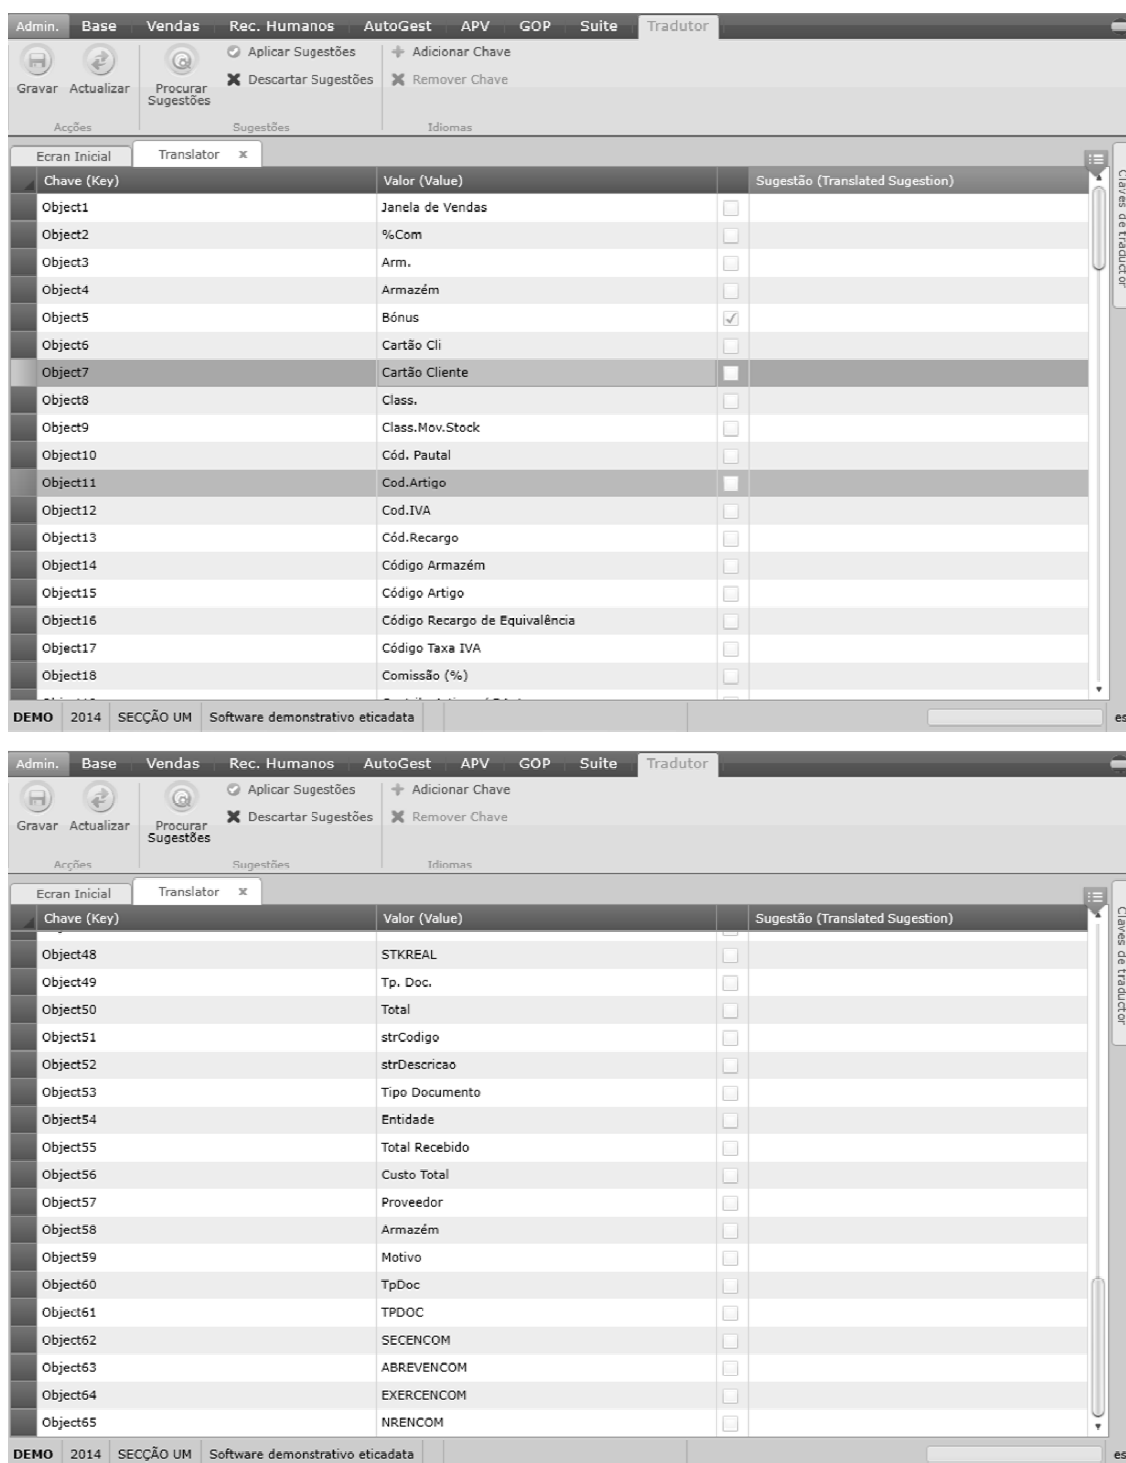 Admin. Base Vendas Rec. Humanos AutoGest APV GOP Suite Tradutor
Gravar Actualizar Procurar Sugestões Aplicar Sugestões Adicionar Chave
Descartar Sugestões Remover Chave
Acções Sugestões Idiomas
Ecran Inicial Translator x
Chave (Key) Valor (Value) Sugestão (Translated Sugestion)
Claves de traductor
Object1 Janela de Vendas
Object2 %Com
Object3 Arm.
Object4 Armazém
Object5 Bónus
Object6 Cartão Cli
Object7 Cartão Cliente
Object8 Class.
Object9 Class.Mov.Stock
Object10 Cód. Pautal
Object11 Cod.Artigo
Object12 Cod.IVA
Object13 Cód.Recargo
Object14 Código Armazém
Object15 Código Artigo
Object16 Código Recargo de Equivalência
Object17 Código Taxa IVA
Object18 Comissão (%)
DEMO 2014 SECÇÃO UM Software demonstrativo eticadata es
Admin. Base Vendas Rec. Humanos AutoGest APV GOP Suite Tradutor
Gravar Actualizar Procurar Sugestões Aplicar Sugestões Adicionar Chave
Descartar Sugestões Remover Chave
Acções Sugestões Idiomas
Ecran Inicial Translator x
Chave (Key) Valor (Value) Sugestão (Translated Sugestion)
Claves de traductor
Object48 STKREAL
Object49 Tp. Doc.
Object50 Total
Object51 strCodigo
Object52 strDescricao
Object53 Tipo Documento
Object54 Entidade
Object55 Total Recebido
Object56 Custo Total
Object57 Proveedor
Object58 Armazém
Object59 Motivo
Object60 TpDoc
Object61 TPDOC
Object62 SECENCOM
Object63 ABREVENCOM
Object64 EXERCENCOM
Object65 NRENCOM
DEMO 2014 SECÇÃO UM Software demonstrativo eticadata es